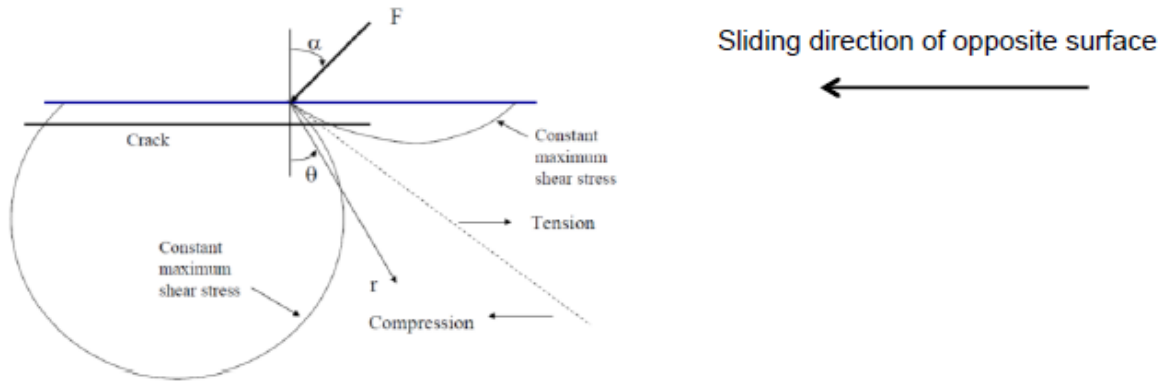 F
α
Sliding direction of opposite surface
Crack
Constant
maximum
shear stress
θ
Tension
Constant
maximum
shear stress
r
Compression